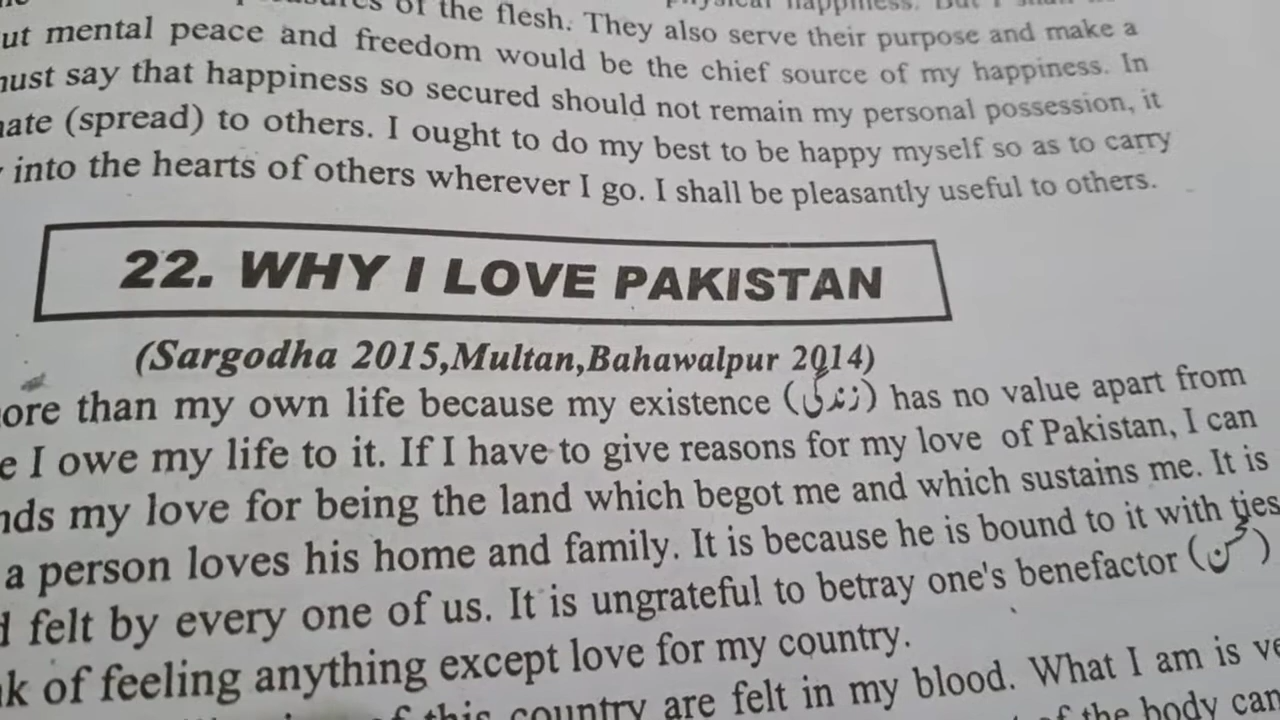 of the flesh. They also serve their purpose and make a
ut mental peace and freedom would be the chief source of my happiness. In
ust say that happiness so secured should not remain my personal possession, it
ate (spread) to others. I ought to do my best to be happy myself so as to carry
into the hearts of others wherever I go. I shall be pleasantly useful to others.
22. WHY I LOVE PAKISTAN
(Sargodha 2015,Multan,Bahawalpur 2014)
ore than my own life because my existence (زندگی) has no value apart from
e I owe my life to it. If I have to give reasons for my love of Pakistan, I can
nds my love for being the land which begot me and which sustains me. It is
a person loves his home and family. It is because he is bound to it with ties
felt by every one of us. It is ungrateful to betray one's benefactor (محسن)
k of feeling anything except love for my country.
of this country are felt in my blood. What I am is ve
of the body can